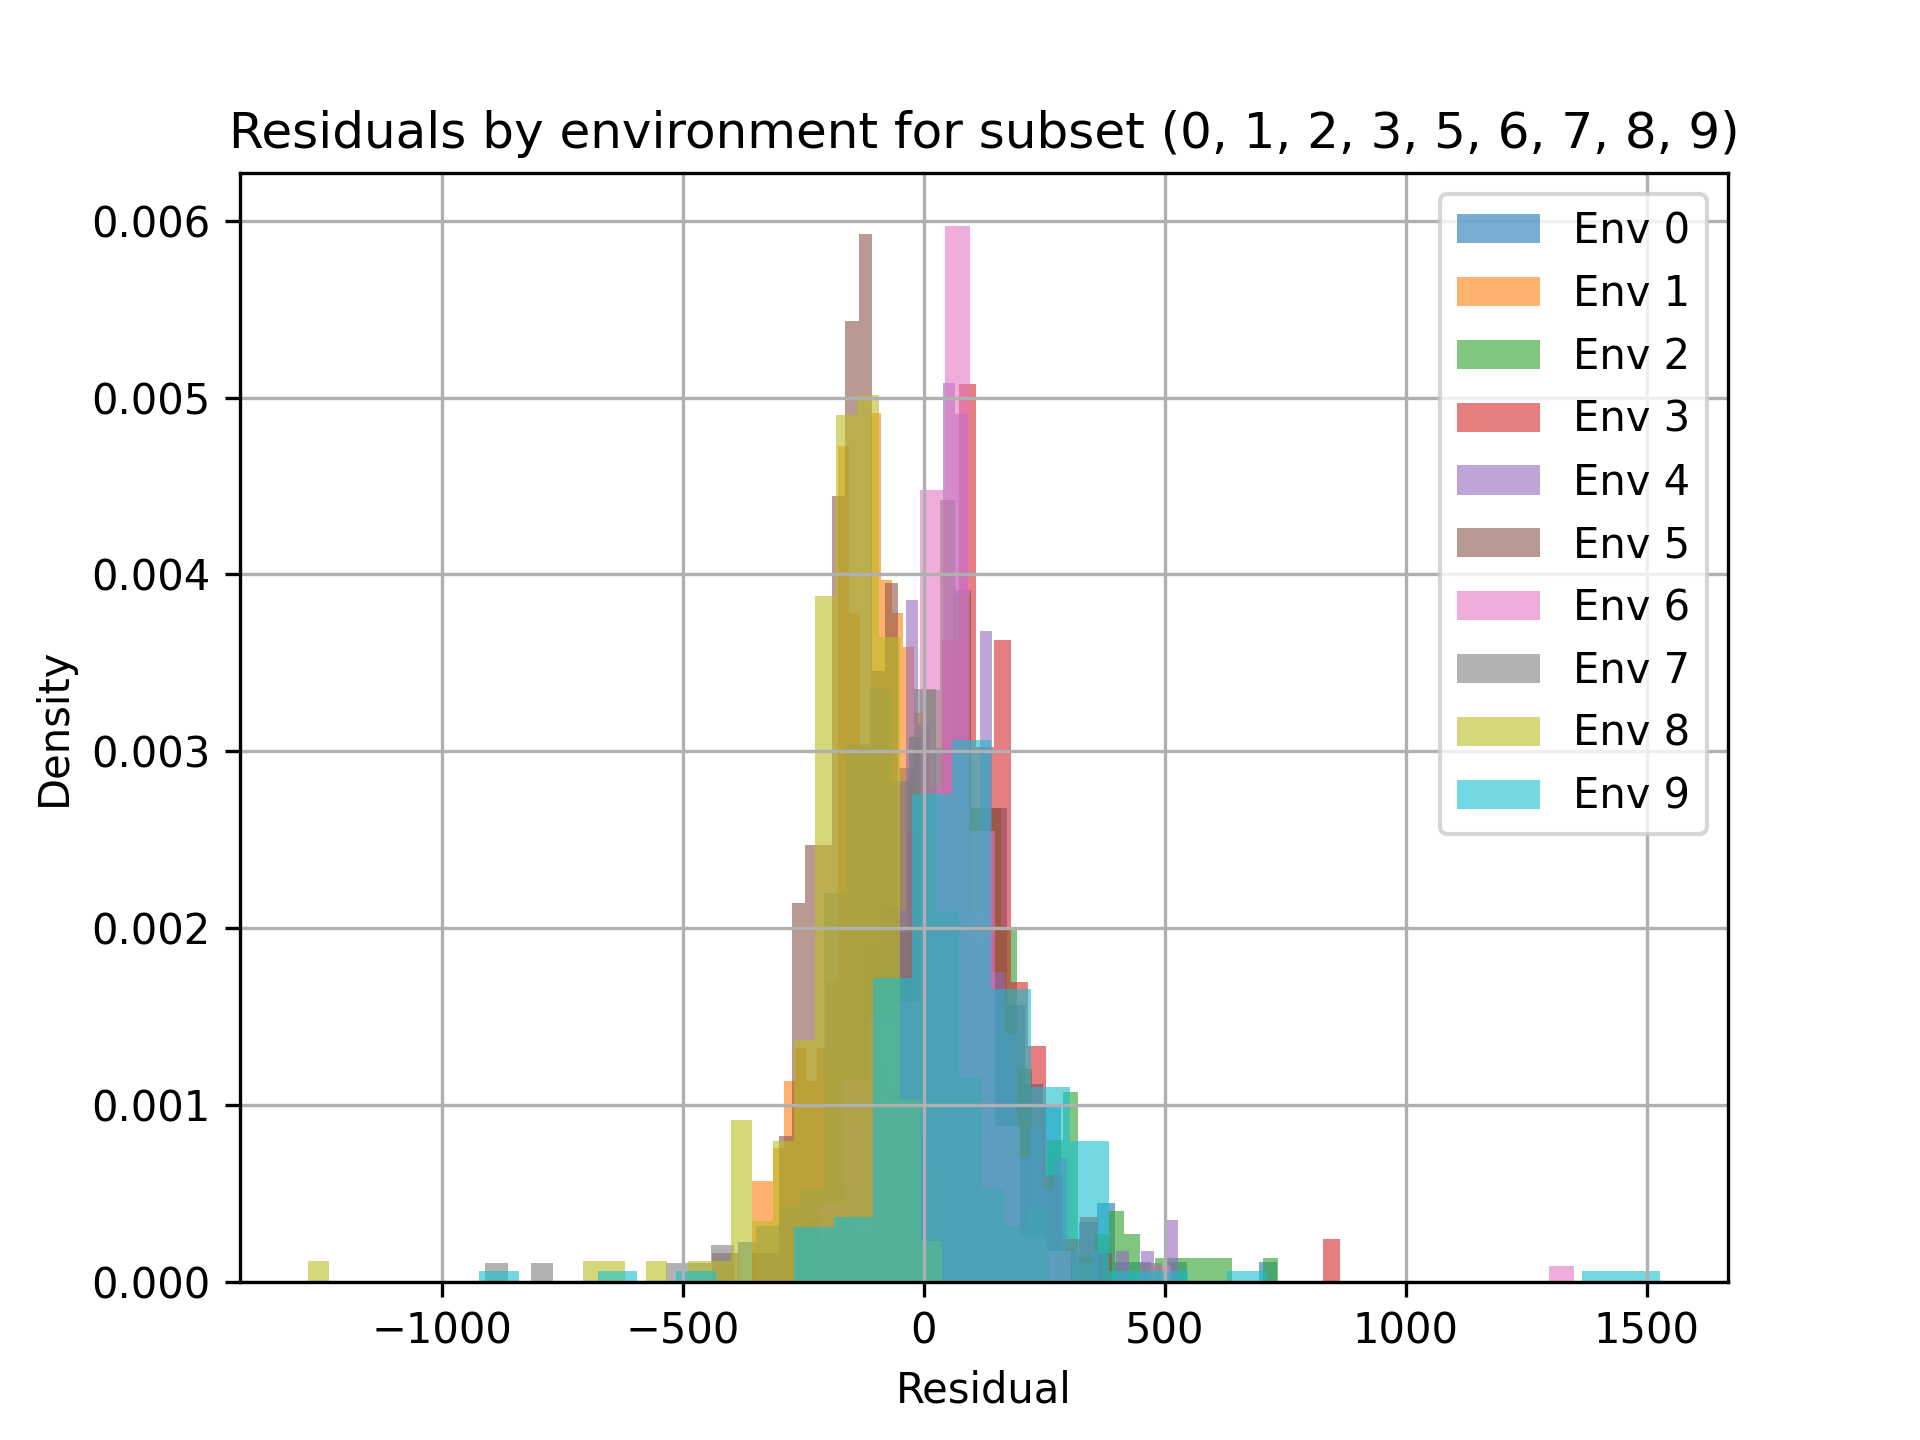 Residuals by environment for subset (0, 1, 2, 3, 5, 6, 7, 8, 9)
0.006
0.005
0.004
0.003
0.002
0.001
0.000
Density
Env 0
Env 1
Env 2
Env 3
Env 4
Env 5
Env 6
Env 7
Env 8
Env 9
−1000
−500
0
500
1000
1500
Residual